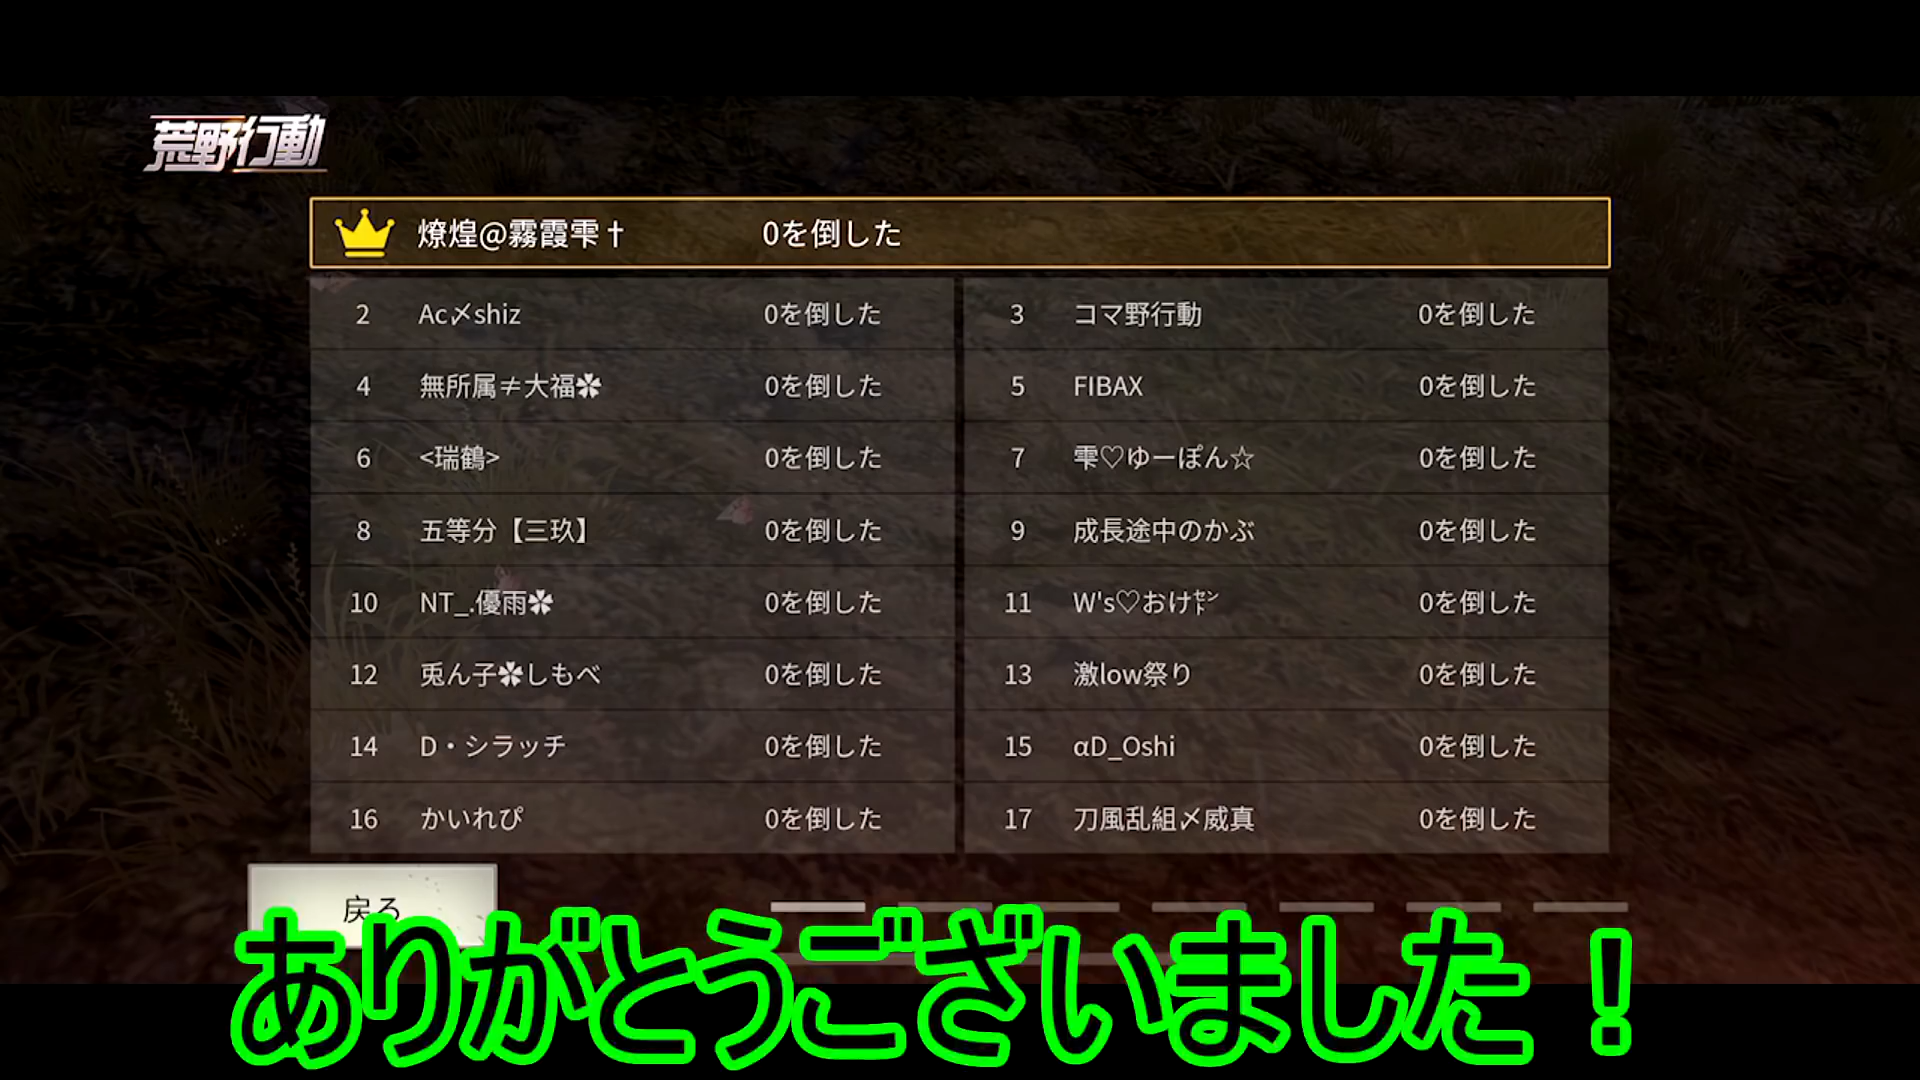 荒野行動
燎煌@霧霞雫† 0を倒した
2 Ac〆shiz 0を倒した 3 コマ野行動 0を倒した
4 無所属≠大福✿ 0を倒した 5 FIBAX 0を倒した
6 <瑞鶴> 0を倒した 7 雫♡ゆーぽん☆ 0を倒した
8 五等分【三玖】 0を倒した 9 成長途中のかぶ 0を倒した
10 NT_.優雨✿ 0を倒した 11 W's♡おけ㌣ 0を倒した
12 兎ん子✿しもべ 0を倒した 13 激low祭り 0を倒した
14 D・シラッチ 0を倒した 15 αD_Oshi 0を倒した
16 かいれぴ 0を倒した 17 刀風乱組〆威真 0を倒した
戻る
ありがとうございました！